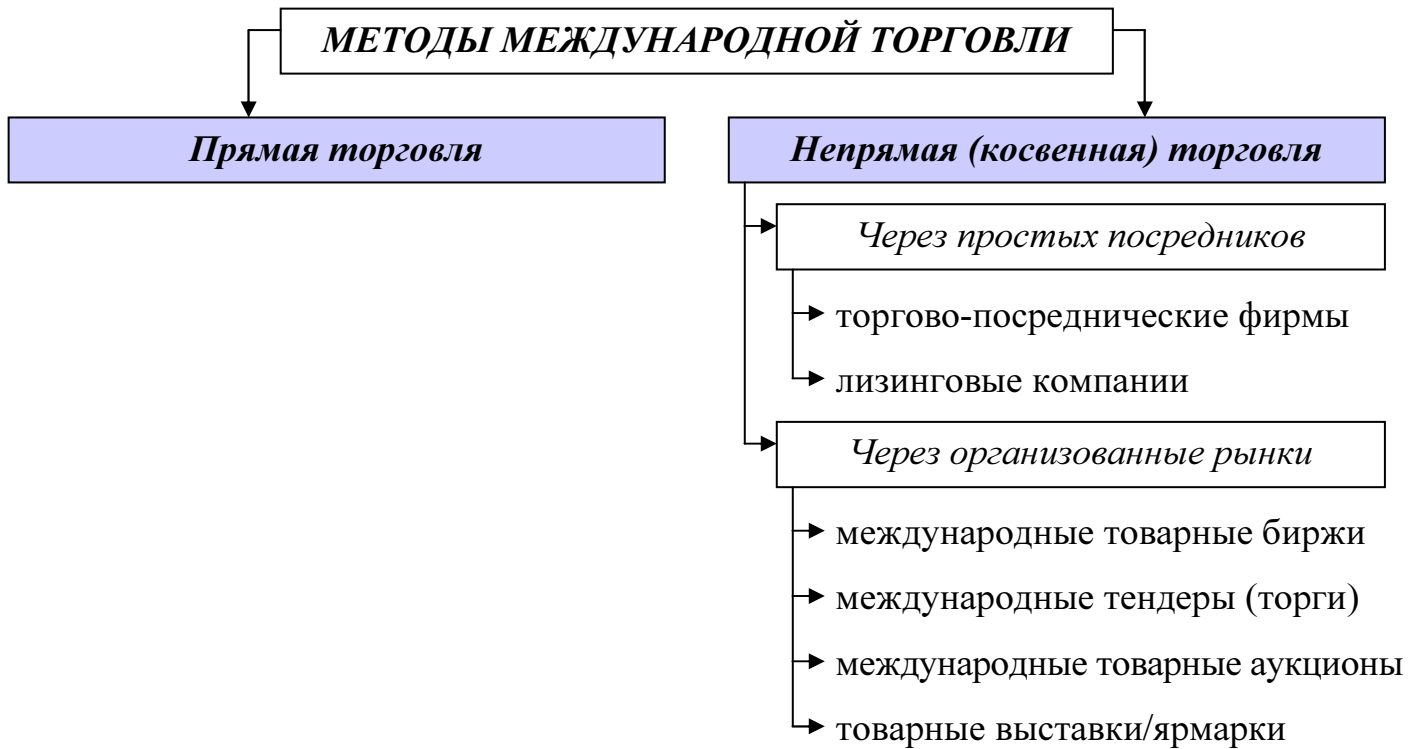 МЕТОДЫ МЕЖДУНАРОДНОЙ ТОРГОВЛИ
Прямая торговля
Непрямая (косвенная) торговля
Через простых посредников
торгово-посреднические фирмы
лизинговые компании
Через организованные рынки
международные товарные биржи
международные тендеры (торги)
международные товарные аукционы
товарные выставки/ярмарки